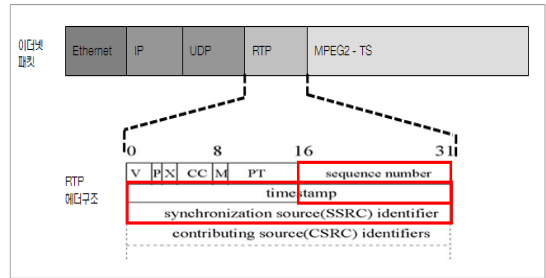 이더넷
패킷
Ethernet IP UDP RTP MPEG2 - TS
0 8 16 31
V P X CC M PT sequence number
RTP
헤더구조
timestamp
synchronization source(SSRC) identifier
contributing source(CSRC) identifiers